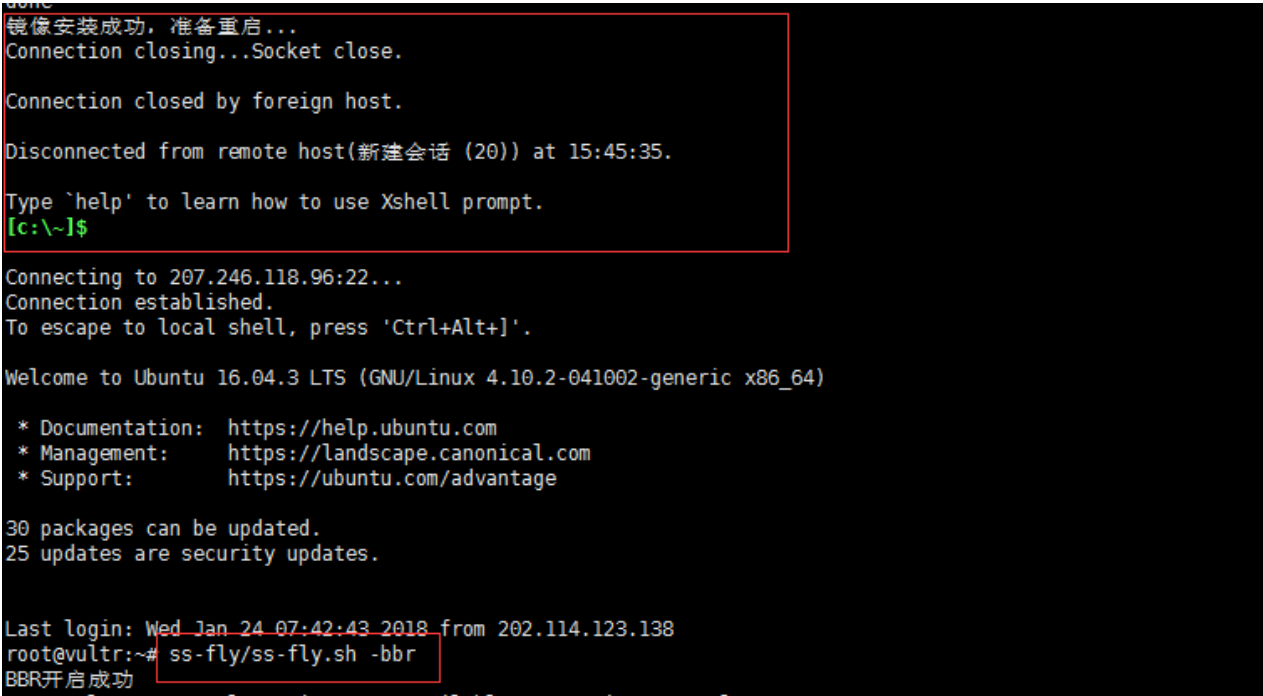 done
镜像安装成功，准备重启...
Connection closing...Socket close.
Connection closed by foreign host.
Disconnected from remote host(新建会话 (20)) at 15:45:35.
Type `help' to learn how to use Xshell prompt.
[c:\~]$
Connecting to 207.246.118.96:22...
Connection established.
To escape to local shell, press 'Ctrl+Alt+]'.
Welcome to Ubuntu 16.04.3 LTS (GNU/Linux 4.10.2-041002-generic x86_64)
* Documentation:  https://help.ubuntu.com
* Management:     https://landscape.canonical.com
* Support:        https://ubuntu.com/advantage
30 packages can be updated.
25 updates are security updates.
Last login: Wed Jan 24 07:42:43 2018 from 202.114.123.138
root@vultr:~# ss-fly/ss-fly.sh -bbr
BBR开启成功